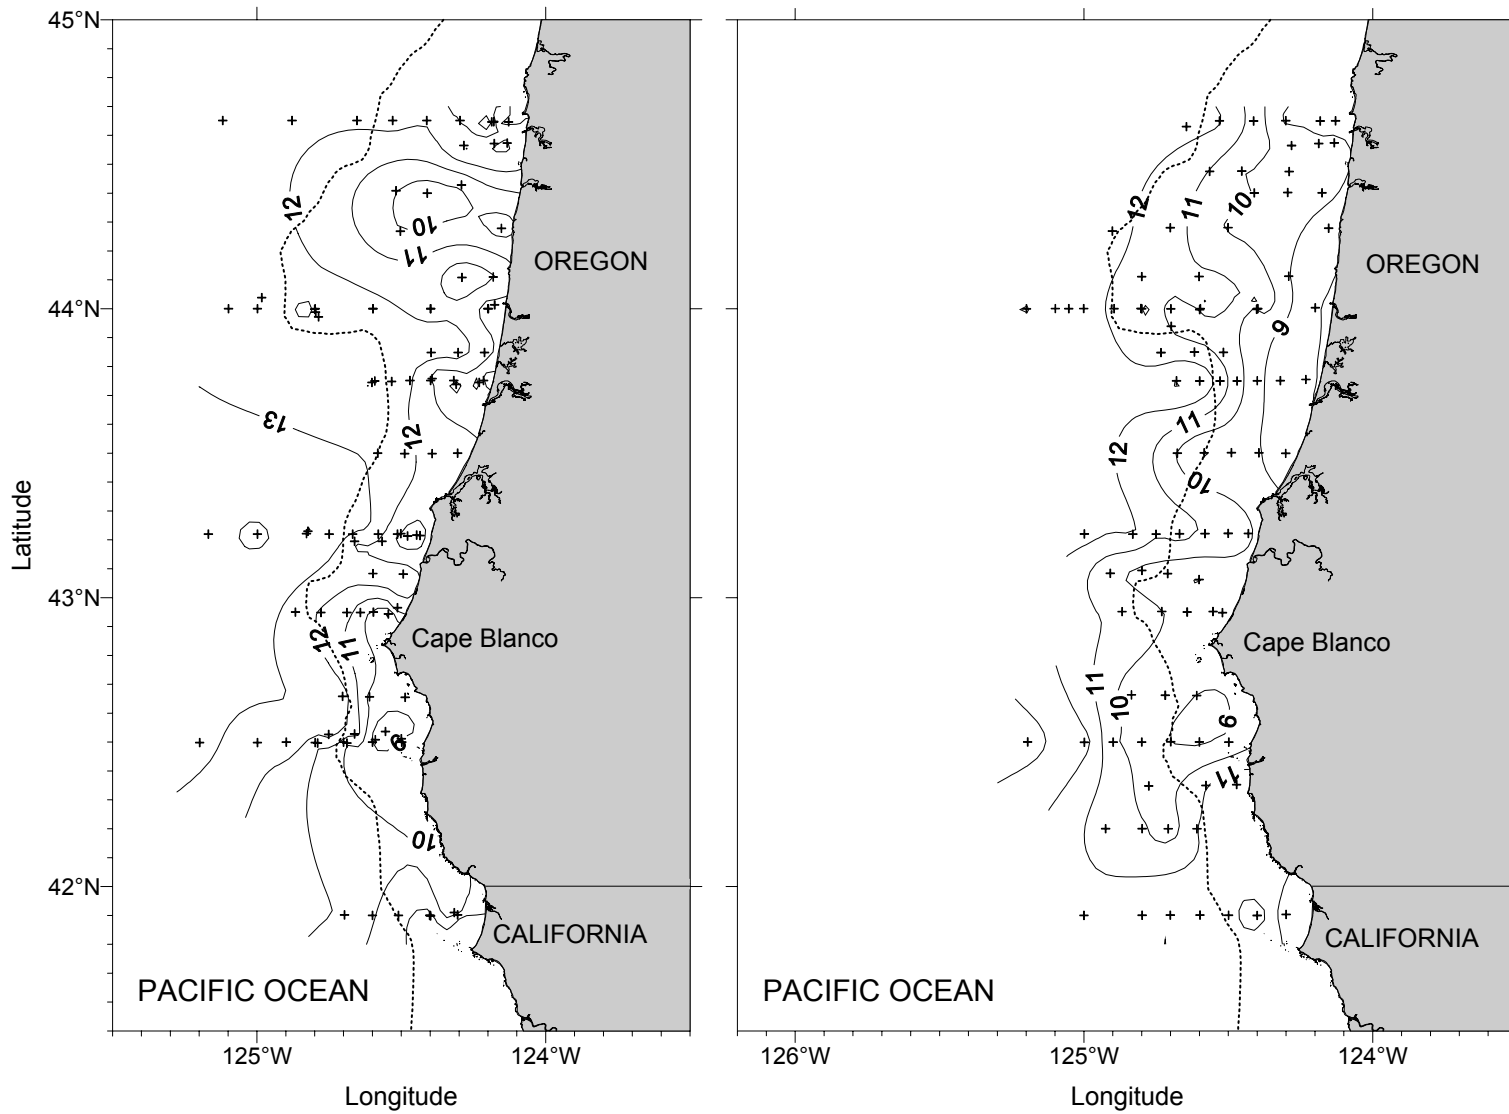 45°N
44°N
43°N
42°N
Latitude
125°W
124°W
Longitude
12
10
11
OREGON
13
12
12
11
Cape Blanco
9
10
CALIFORNIA
PACIFIC OCEAN
12
11
10
OREGON
9
11
12
10
Cape Blanco
11
10
9
11
CALIFORNIA
PACIFIC OCEAN
126°W
125°W
124°W
Longitude